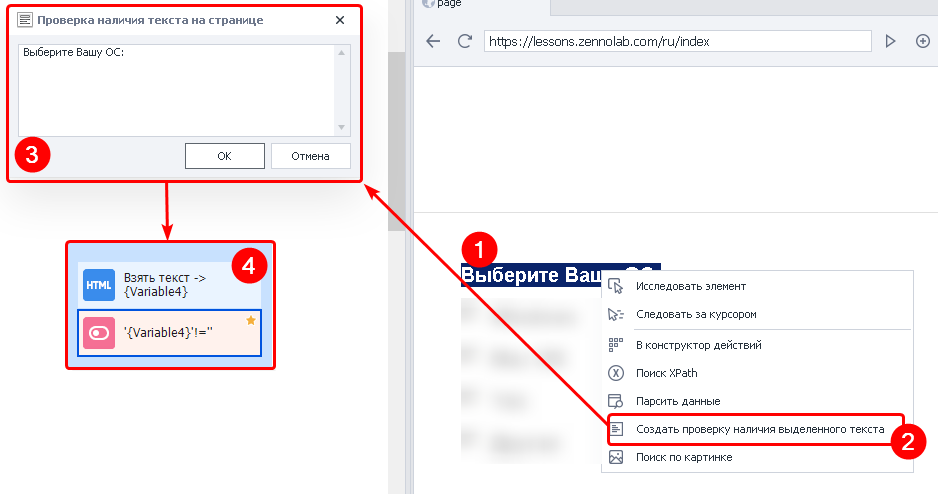 Проверка наличия текста на странице
Выберите Вашу ОС:
3
OK
Отмена
4
HTML
Взять текст ->
{Variable4}
'{Variable4}'!=''
page
https://lessons.zennolab.com/ru/index
1
Выберите Вашу ОС
Исследовать элемент
Следовать за курсором
В конструктор действий
X
Поиск XPath
Парсить данные
Создать проверку наличия выделенного текста
2
Поиск по картинке